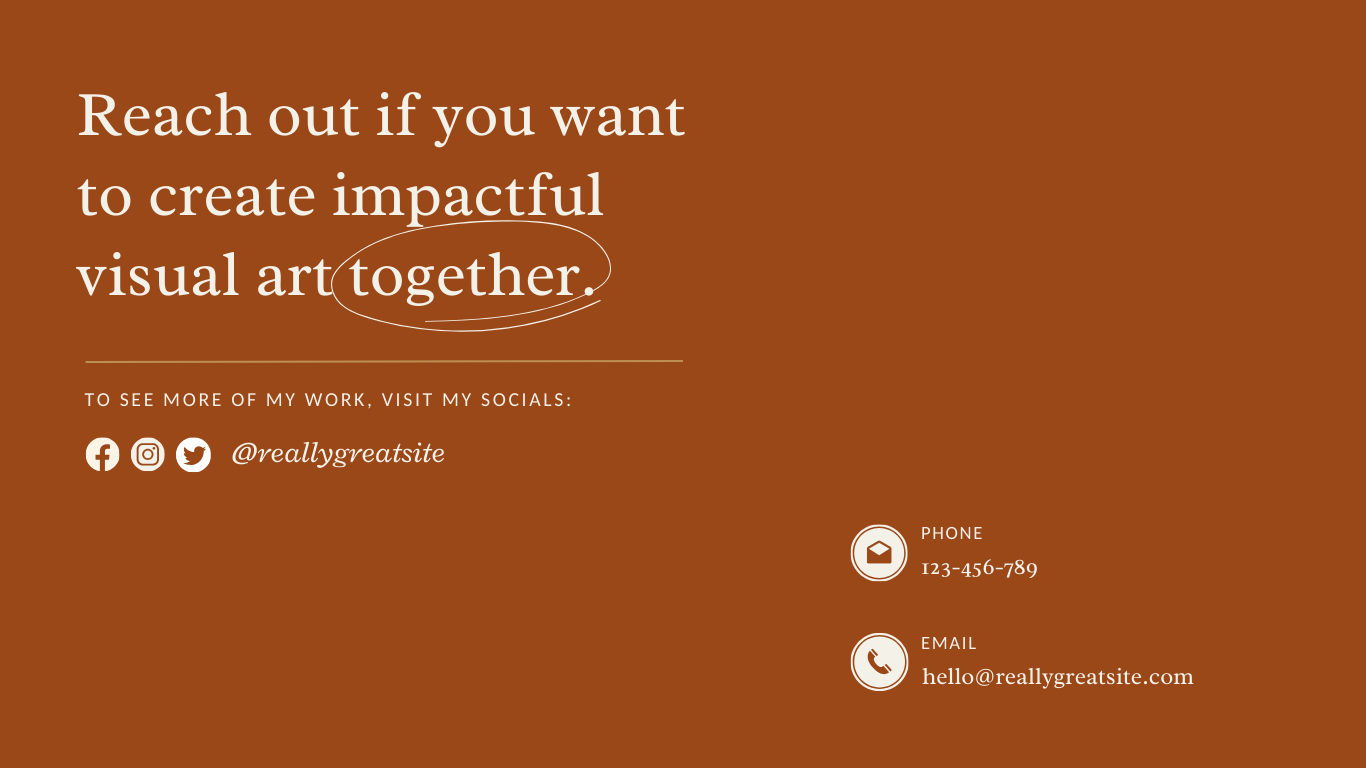 Reach out if you want
to create impactful
visual art together.
TO SEE MORE OF MY WORK, VISIT MY SOCIALS:
@reallygreatsite
PHONE
123-456-789
EMAIL
hello@reallygreatsite.com